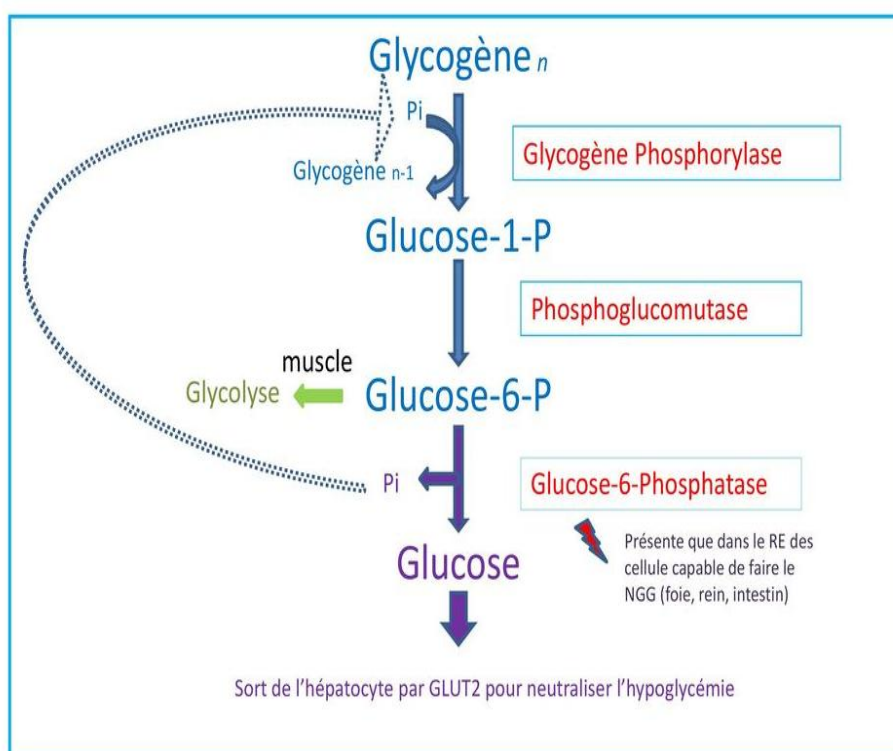 Glycogène n
Pi
Glycogène n-1
Glycogène Phosphorylase
Glucose-1-P
Phosphoglucomutase
muscle
Glycolyse
Glucose-6-P
Pi
Glucose-6-Phosphatase
Glucose
Présente que dans le RE des
cellule capable de faire le
NGG (foie, rein, intestin)
Sort de l'hépatocyte par GLUT2 pour neutraliser l'hypoglycémie